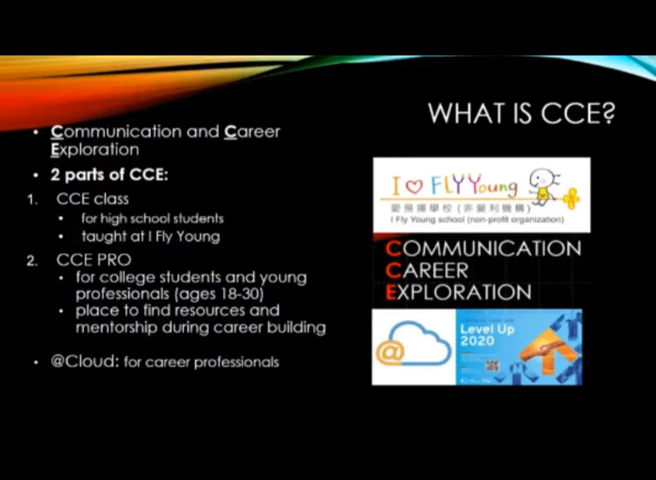 WHAT IS CCE?
• Communication and Career
Exploration
• 2 parts of CCE:
1. CCE class
• for high school students
• taught at I Fly Young
2. CCE PRO
• for college students and young
professionals (ages 18-30)
• place to find resources and
mentorship during career building
• @Cloud: for career professionals
I ♡ FLY Young
愛飛揚學校(非營利機構)
I Fly Young school (non-profit organization)
COMMUNICATION
CAREER
EXPLORATION
@
Level Up
2020